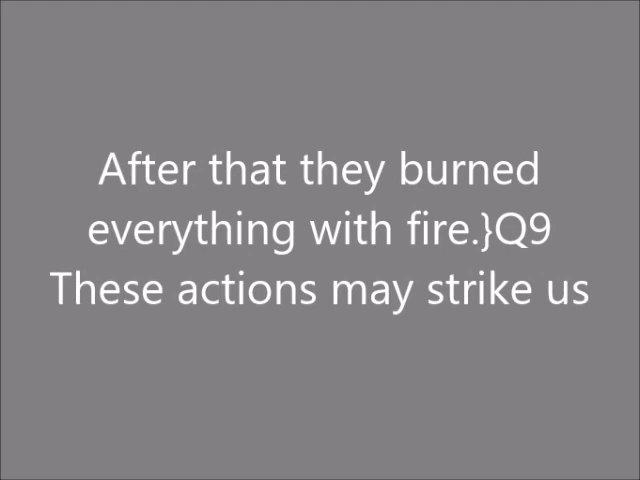 After that they burned
everything with fire.}Q9
These actions may strike us